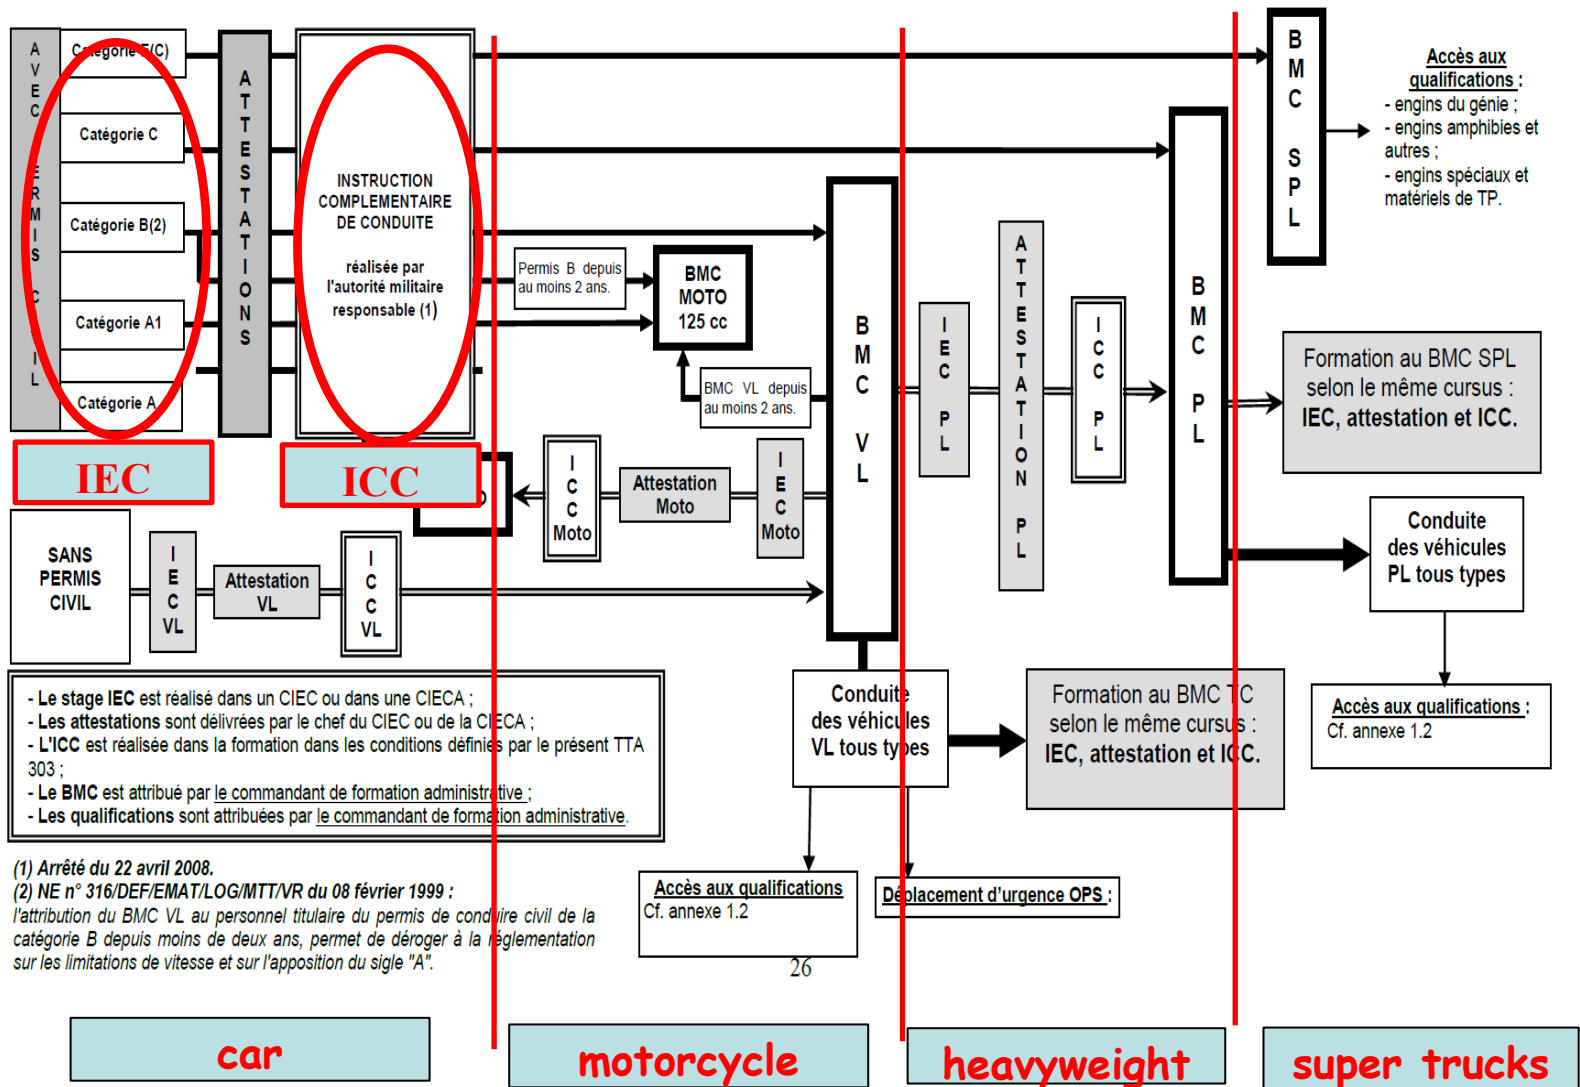 AVEC PERMIS CIVIL
Catégorie E(C)
Catégorie C
Catégorie B(2)
Catégorie A1
Catégorie A
ATTESTATIONS
INSTRUCTION
COMPLEMENTAIRE
DE CONDUITE
réalisée par
l'autorité militaire
responsable (1)
IEC
ICC
Permis B depuis
au moins 2 ans.
BMC
MOTO
125 cc
BMC VL depuis
au moins 2 ans.
ICC
Moto
Attestation
Moto
IEC
Moto
SANS
PERMIS
CIVIL
IEC
VL
Attestation
VL
ICC
VL
BMC VL
IEC PL
ATTESTATION PL
ICC PL
BMC PL
BMC SPL
Accès aux
qualifications :
- engins du génie ;
- engins amphibies et
autres ;
- engins spéciaux et
matériels de TP.
Formation au BMC SPL
selon le même cursus :
IEC, attestation et ICC.
Conduite
des véhicules
PL tous types
Accès aux qualifications :
Cf. annexe 1.2
Conduite
des véhicules
VL tous types
Formation au BMC TC
selon le même cursus :
IEC, attestation et ICC.
Accès aux qualifications
Cf. annexe 1.2
Déplacement d'urgence OPS :
- Le stage IEC est réalisé dans un CIEC ou dans une CIECA ;
- Les attestations sont délivrées par le chef du CIEC ou de la CIECA ;
- L'ICC est réalisée dans la formation dans les conditions définies par le présent TTA
303 ;
- Le BMC est attribué par le commandant de formation administrative ;
- Les qualifications sont attribuées par le commandant de formation administrative.
(1) Arrêté du 22 avril 2008.
(2) NE n° 316/DEF/EMAT/LOG/MTT/VR du 08 février 1999 :
l'attribution du BMC VL au personnel titulaire du permis de conduire civil de la
catégorie B depuis moins de deux ans, permet de déroger à la réglementation
sur les limitations de vitesse et sur l'apposition du sigle "A".
26
car
motorcycle
heavyweight
super trucks